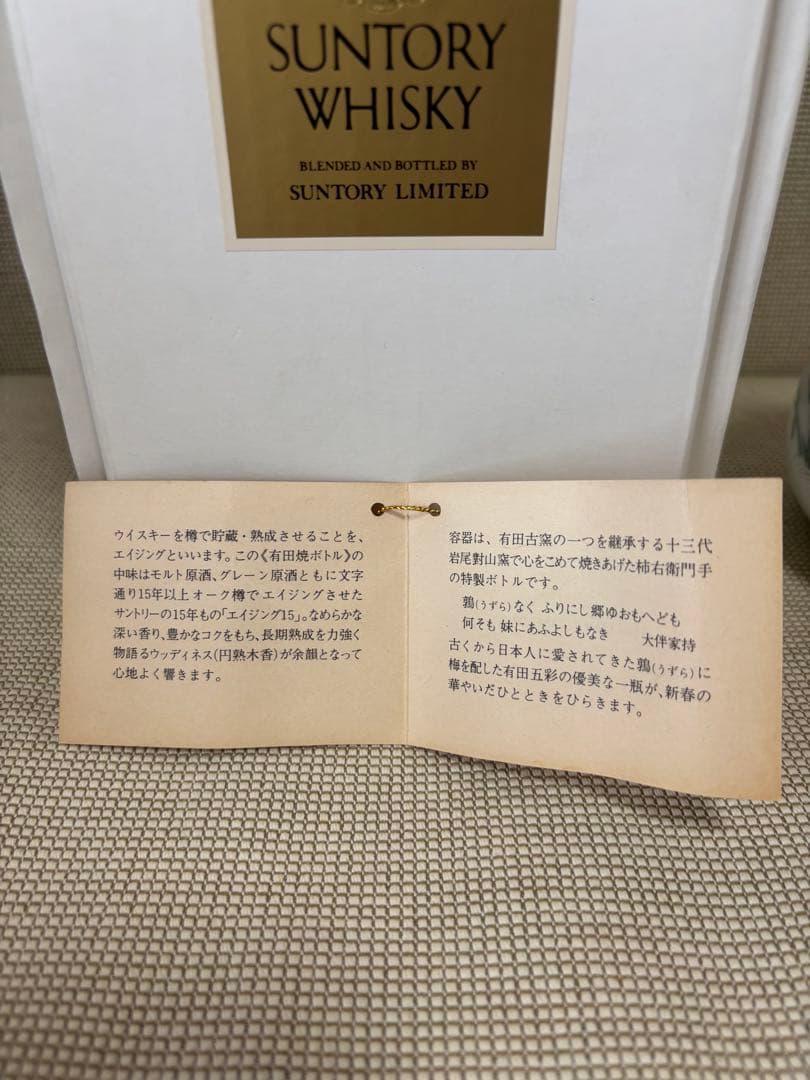 SUNTORY
WHISKY
BLENDED AND BOTTLED BY
SUNTORY LIMITED
ウイスキーを樽で貯蔵・熟成させることを、
エイジングといいます。この《有田焼ボトル》の
中味はモルト原酒、グレーン原酒ともに文字
通り15年以上オーク樽でエイジングさせた
サントリーの15年もの「エイジング15」。なめらかな
深い香り、豊かなコクをもち、長期熟成を力強く
物語るウッディネス(円熟木香)が余韻となって
心地よく響きます。
容器は、有田古窯の一つを継承する十三代
岩尾對山窯で心をこめて焼きあげた柿右衛門手
の特製ボトルです。
鶉(うずら)なく ふりにし郷ゆおもへども
何そも 妹にあふよしもなき 大伴家持
古くから日本人に愛されてきた鶉(うずら)に
梅を配した有田五彩の優美な一瓶が、新春の
華やいだひとときをひらきます。